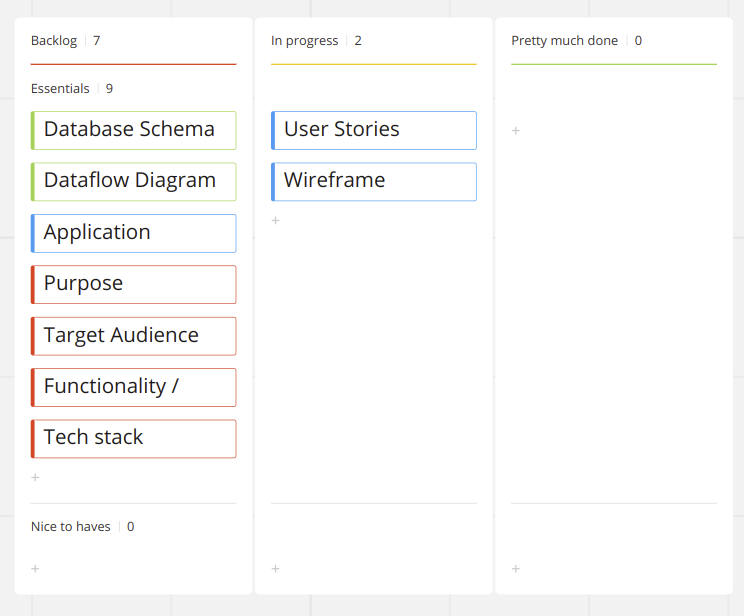 Backlog | 7
In progress | 2
Pretty much done | 0
Essentials | 9
Database Schema
Dataflow Diagram
Application
Purpose
Target Audience
Functionality /
Tech stack
+
User Stories
Wireframe
+
+
Nice to haves | 0
+
+
+